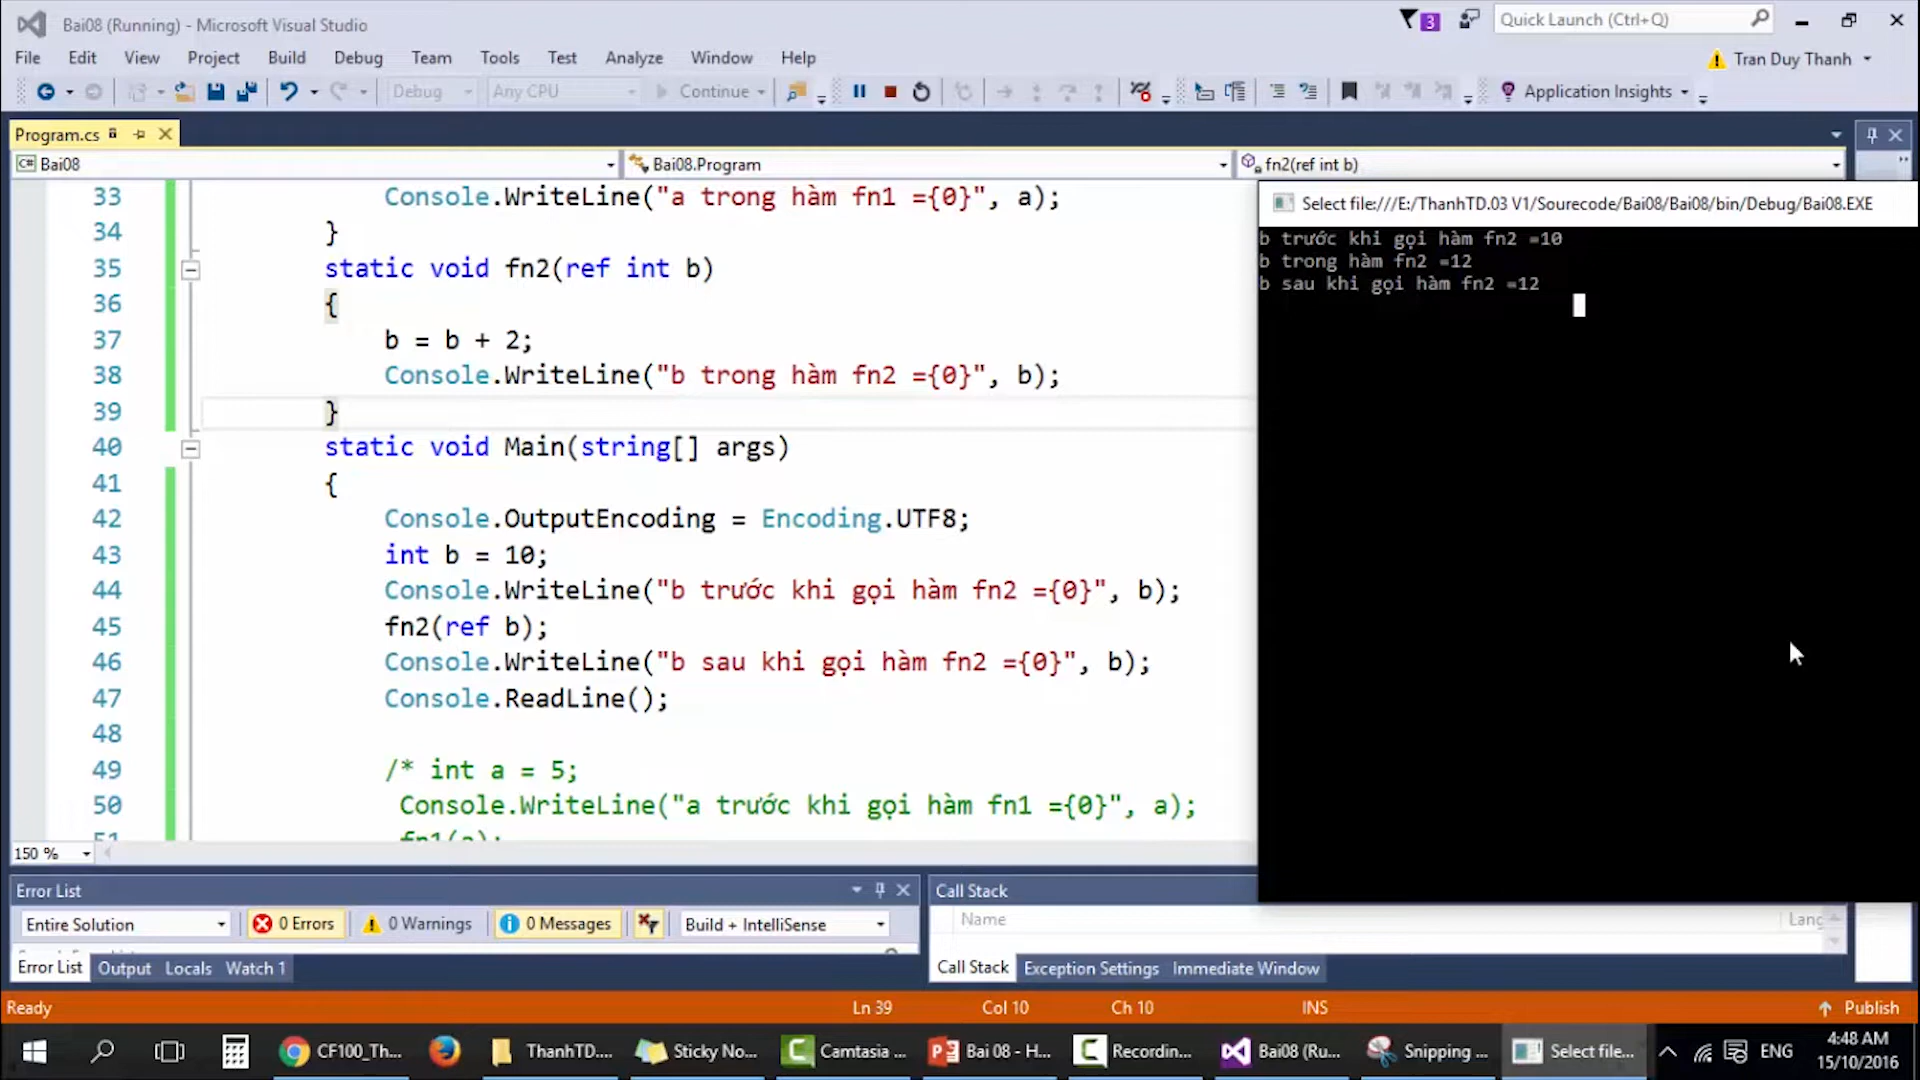 Bai08 (Running) - Microsoft Visual Studio
3
Quick Launch (Ctrl+Q)
File Edit View Project Build Debug Team Tools Test Analyze Window Help
Tran Duy Thanh
Debug Any CPU Continue Application Insights
Program.cs
C# Bai08
Bai08.Program
fn2(ref int b)
33 Console.WriteLine("a trong hàm fn1 ={0}", a);
34 }
35 static void fn2(ref int b)
36 {
37 b = b + 2;
38 Console.WriteLine("b trong hàm fn2 ={0}", b);
39 }
40 static void Main(string[] args)
41 {
42 Console.OutputEncoding = Encoding.UTF8;
43 int b = 10;
44 Console.WriteLine("b trước khi gọi hàm fn2 ={0}", b);
45 fn2(ref b);
46 Console.WriteLine("b sau khi gọi hàm fn2 ={0}", b);
47 Console.ReadLine();
48
49 /* int a = 5;
50 Console.WriteLine("a trước khi gọi hàm fn1 ={0}", a);
51 fn1(a);
150 %
Select file:///E:/ThanhTD.03 V1/Sourecode/Bai08/Bai08/bin/Debug/Bai08.EXE
b trước khi gọi hàm fn2 =10
b trong hàm fn2 =12
b sau khi gọi hàm fn2 =12
Error List
Entire Solution 0 Errors 0 Warnings 0 Messages Build + IntelliSense
Error List Output Locals Watch 1
Call Stack
Name Lang
Call Stack Exception Settings Immediate Window
Ready Ln 39 Col 10 Ch 10 INS Publish
CF100_Th... ThanhTD.... Sticky No... Camtasia ... Bai 08 - H... Recordin... Bai08 (Ru... Snipping ... Select file...
ENG
4:48 AM
15/10/2016